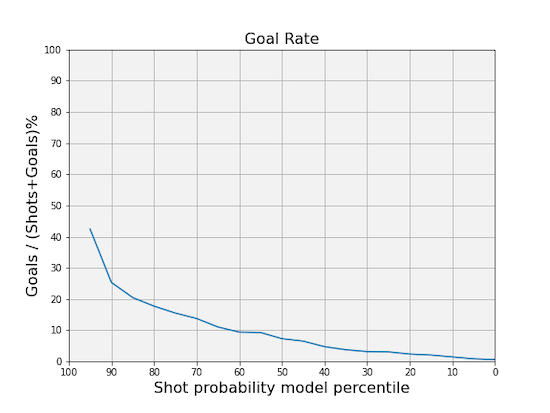 Goal Rate
100
90
80
70
60
50
40
30
20
10
0
Goals / (Shots+Goals)%
100 90 80 70 60 50 40 30 20 10 0
Shot probability model percentile